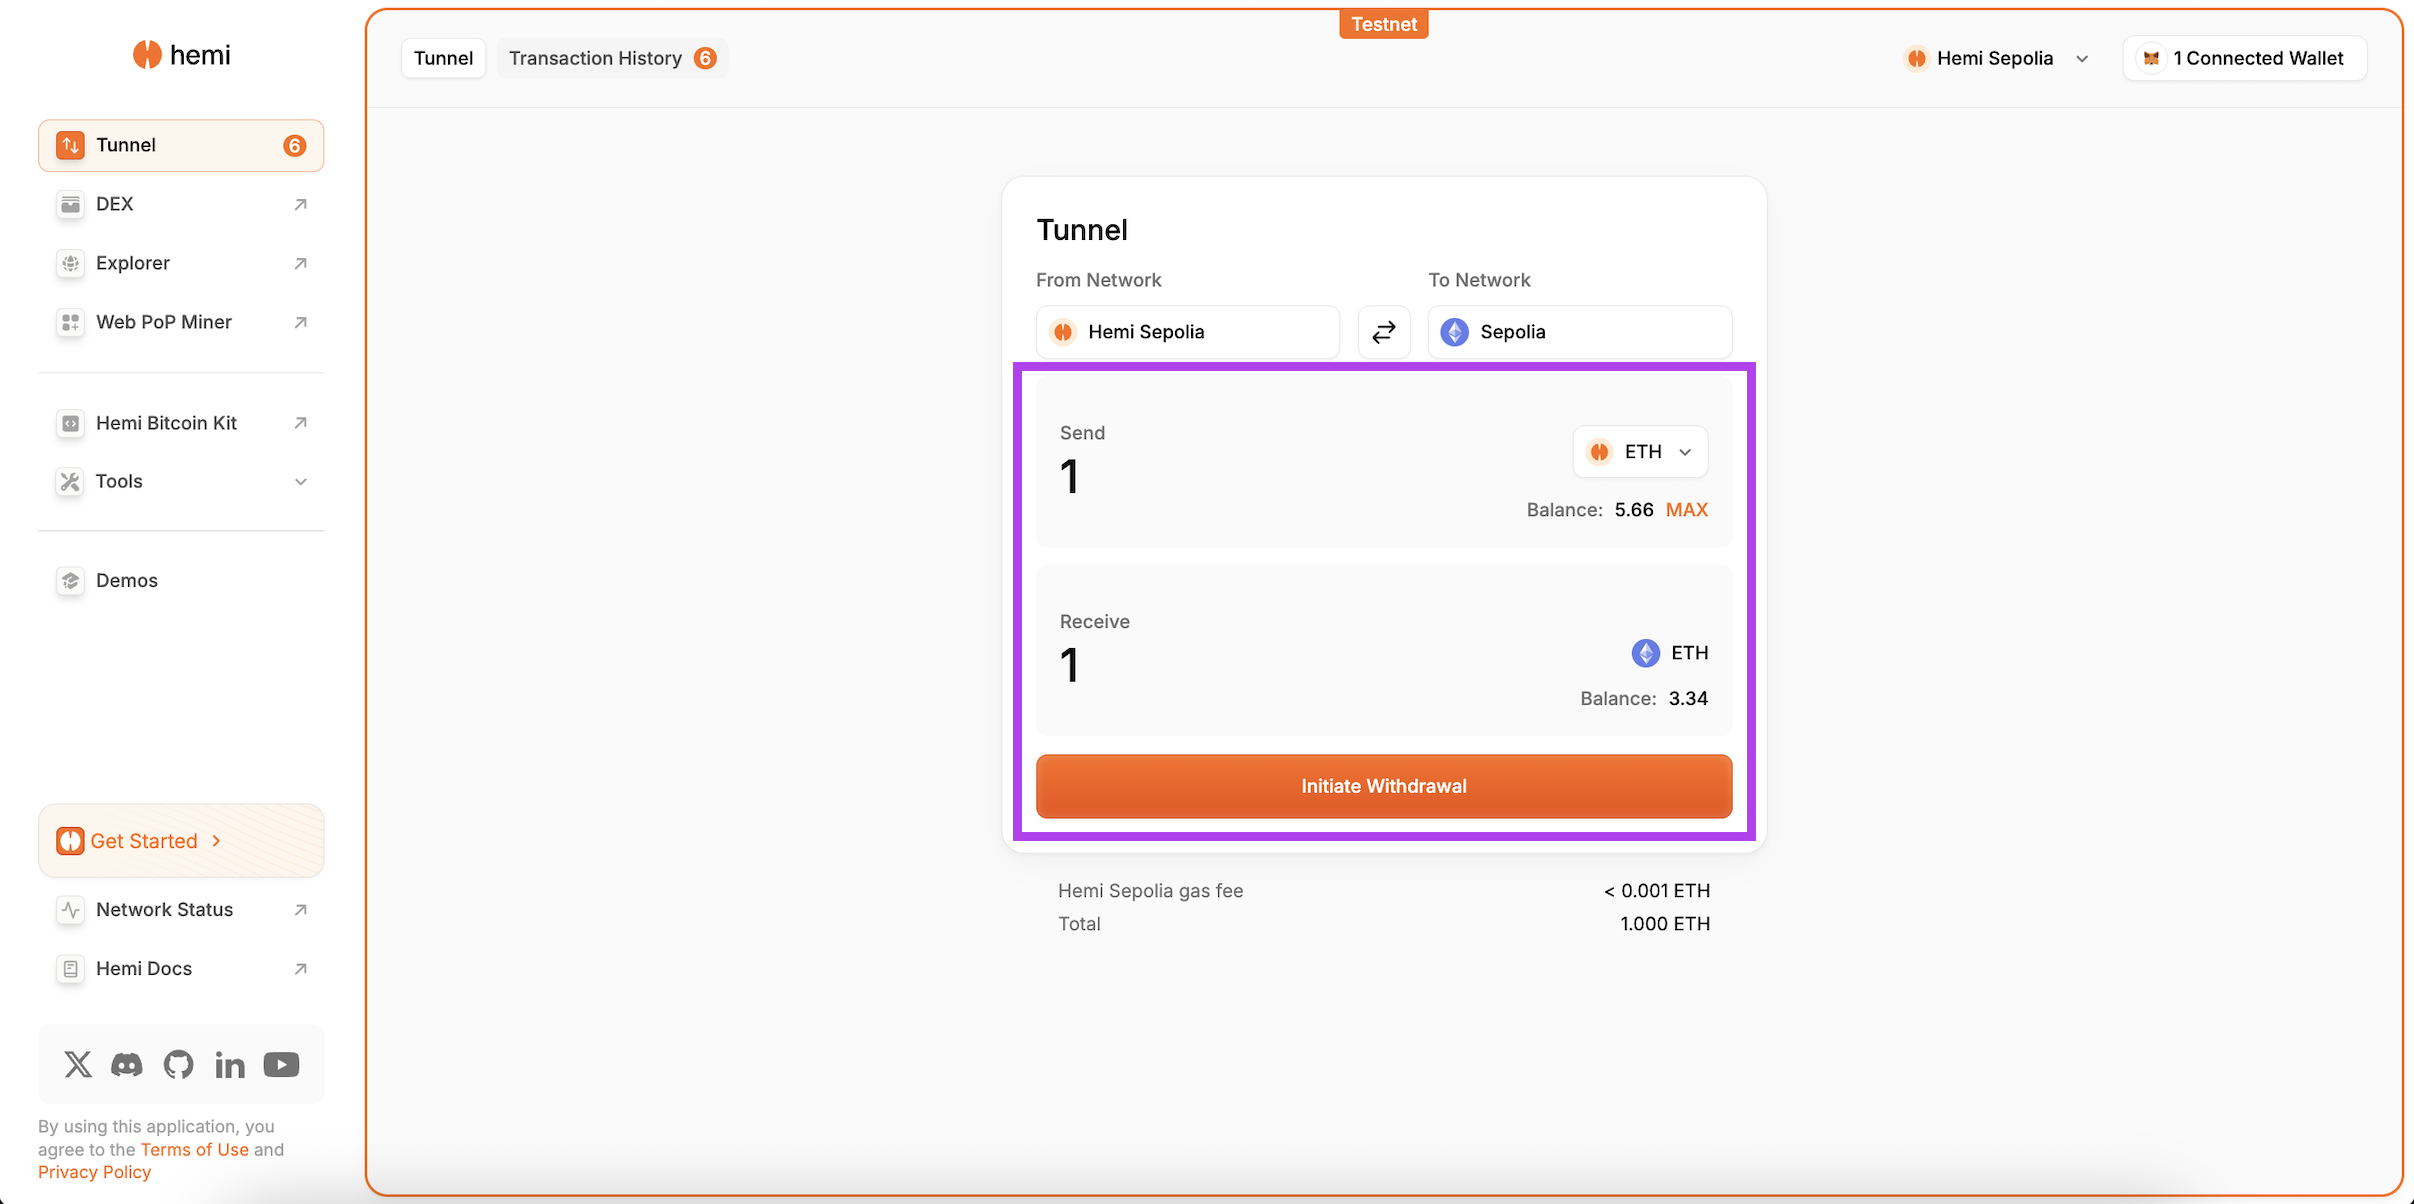 hemi
Tunnel 6
DEX
Explorer
Web PoP Miner
Hemi Bitcoin Kit
Tools
Demos
Get Started
Network Status
Hemi Docs
By using this application, you
agree to the Terms of Use and
Privacy Policy
Testnet
Tunnel Transaction History 6
Hemi Sepolia 1 Connected Wallet
Tunnel
From Network To Network
Hemi Sepolia Sepolia
Send
1
ETH
Balance: 5.66 MAX
Receive
1
ETH
Balance: 3.34
Initiate Withdrawal
Hemi Sepolia gas fee < 0.001 ETH
Total 1.000 ETH